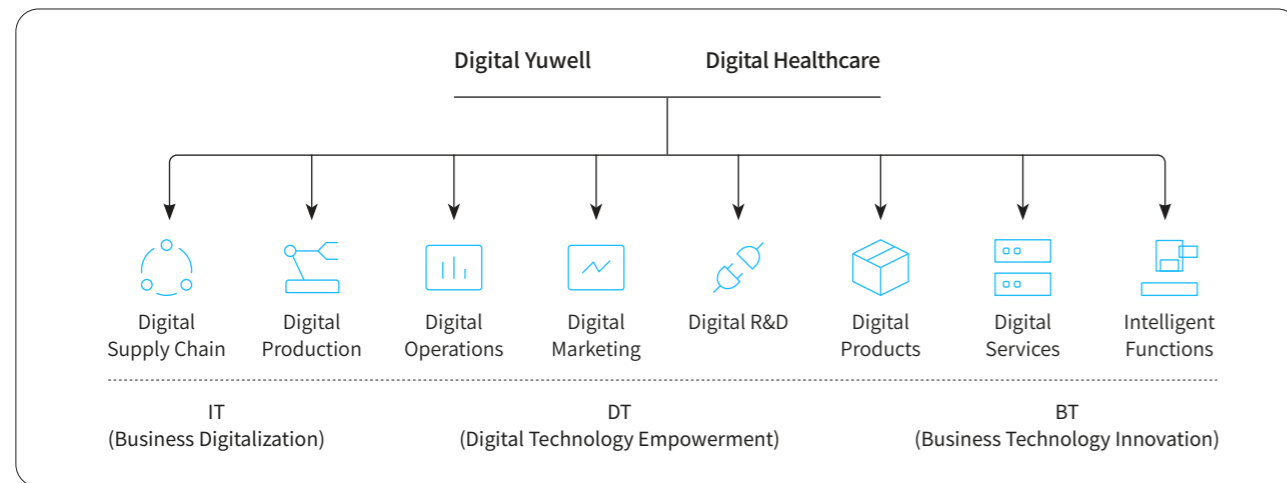 Digital Yuwell
Digital Healthcare
Digital
Supply Chain
Digital
Production
Digital
Operations
Digital
Marketing
Digital R&D
Digital
Products
Digital
Services
Intelligent
Functions
IT
(Business Digitalization)
DT
(Digital Technology Empowerment)
BT
(Business Technology Innovation)